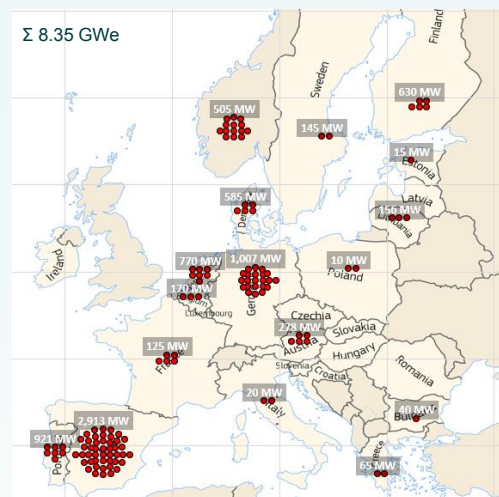 Σ 8.35 GWe
Finland
Sweden
630 MW
505 MW
145 MW
15 MW
Estonia
Latvia
585 MW
156 MW
Lithuania
770 MW
1,007 MW
10 MW
Poland
Ireland
170 MW
Luxembourg
Czechia
278 MW
Slovakia
Austria
Hungary
125 MW
Slovenia
Croatia
Romania
20 MW
Italy
2,913 MW
40 MW
921 MW
65 MW